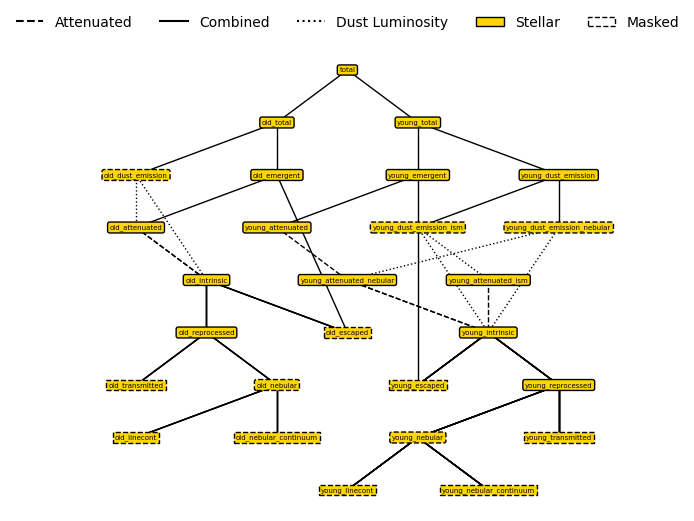 Attenuated Combined Dust Luminosity Stellar Masked
total
old_total young_total
old_dust_emission old_emergent young_emergent young_dust_emission
old_attenuated young_attenuated young_dust_emission_ism young_dust_emission_nebular
old_intrinsic young_attenuated_nebular young_attenuated_ism
old_reprocessed old_escaped young_intrinsic
old_transmitted old_nebular young_escaped young_reprocessed
old_linecont old_nebular_continuum young_nebular young_transmitted
young_linecont young_nebular_continuum